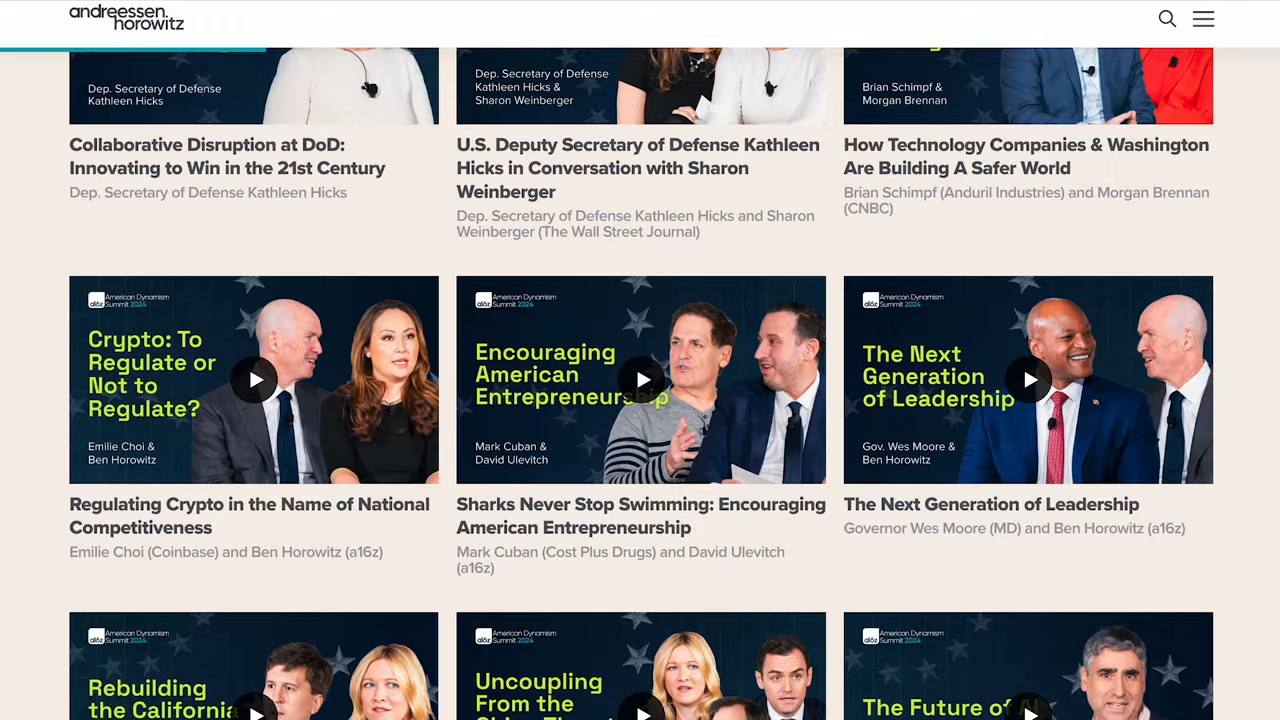 andreessen.
horowitz
Dep. Secretary of Defense
Kathleen Hicks
Dep. Secretary of Defense
Kathleen Hicks &
Sharon Weinberger
Brian Schimpf &
Morgan Brennan
Collaborative Disruption at DoD:
Innovating to Win in the 21st Century
Dep. Secretary of Defense Kathleen Hicks
U.S. Deputy Secretary of Defense Kathleen
Hicks in Conversation with Sharon
Weinberger
Dep. Secretary of Defense Kathleen Hicks and Sharon
Weinberger (The Wall Street Journal)
How Technology Companies & Washington
Are Building A Safer World
Brian Schimpf (Anduril Industries) and Morgan Brennan
(CNBC)
a16z American Dynamism
Summit 2024
Crypto: To
Regulate or
Not to
Regulate?
Emilie Choi &
Ben Horowitz
a16z American Dynamism
Summit 2024
Encouraging
American
Entrepreneurship
Mark Cuban &
David Ulevitch
a16z American Dynamism
Summit 2024
The Next
Generation
of Leadership
Gov. Wes Moore &
Ben Horowitz
Regulating Crypto in the Name of National
Competitiveness
Emilie Choi (Coinbase) and Ben Horowitz (a16z)
Sharks Never Stop Swimming: Encouraging
American Entrepreneurship
Mark Cuban (Cost Plus Drugs) and David Ulevitch
(a16z)
The Next Generation of Leadership
Governor Wes Moore (MD) and Ben Horowitz (a16z)
a16z American Dynamism
Summit 2024
Rebuilding
the California
a16z American Dynamism
Summit 2024
Uncoupling
From the
a16z American Dynamism
Summit 2024
The Future of AI